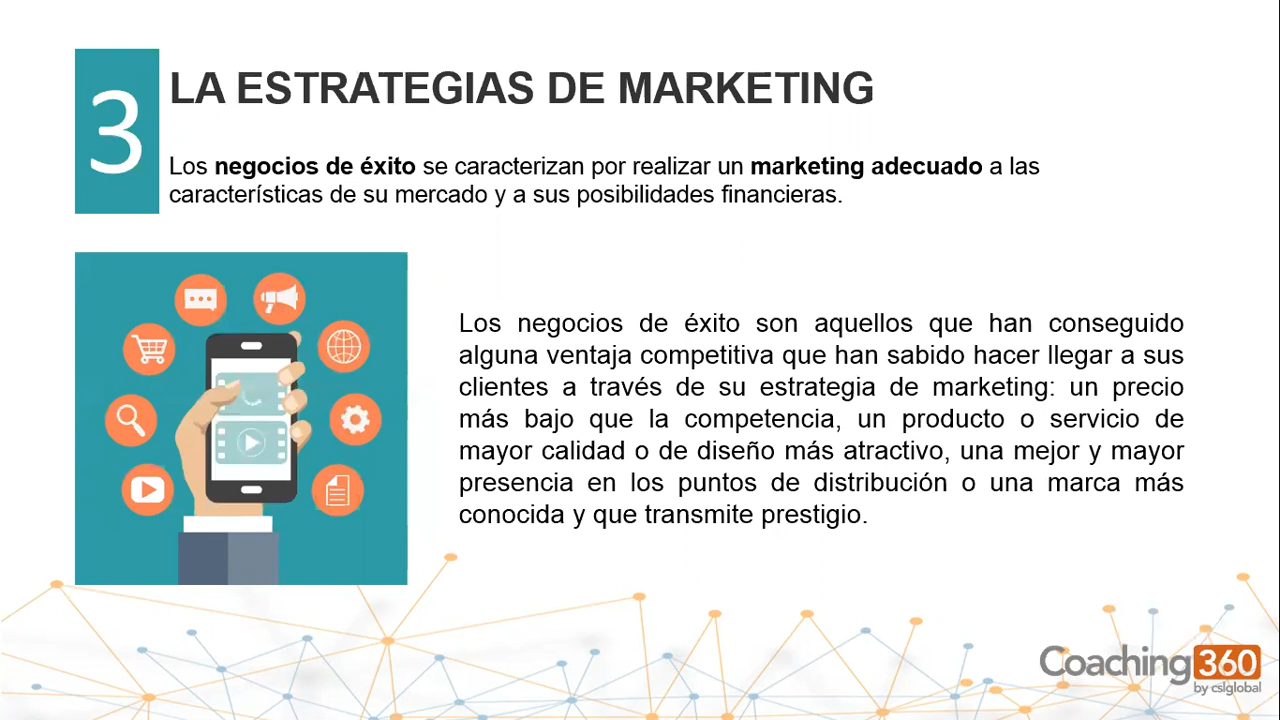 3
LA ESTRATEGIAS DE MARKETING
Los negocios de éxito se caracterizan por realizar un marketing adecuado a las
características de su mercado y a sus posibilidades financieras.
Los negocios de éxito son aquellos que han conseguido
alguna ventaja competitiva que han sabido hacer llegar a sus
clientes a través de su estrategia de marketing: un precio
más bajo que la competencia, un producto o servicio de
mayor calidad o de diseño más atractivo, una mejor y mayor
presencia en los puntos de distribución o una marca más
conocida y que transmite prestigio.
Coaching 360
by cslglobal